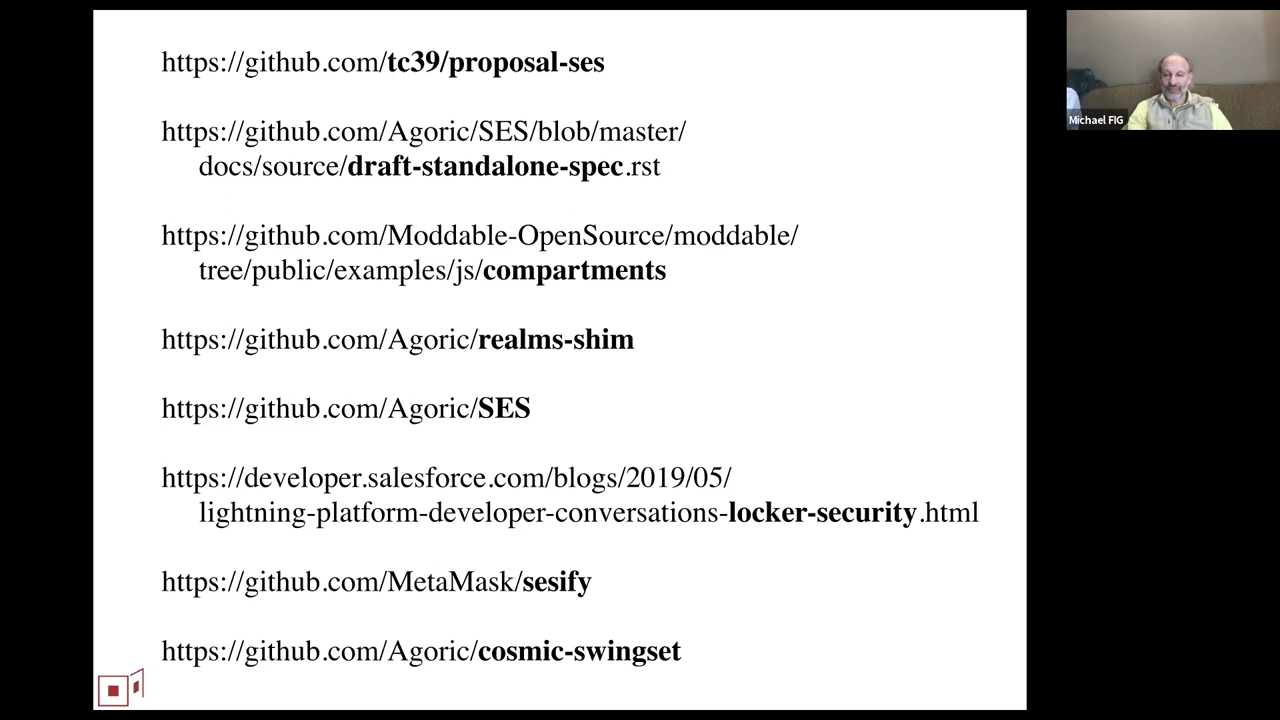 https://github.com/tc39/proposal-ses
https://github.com/Agoric/SES/blob/master/
docs/source/draft-standalone-spec.rst
https://github.com/Moddable-OpenSource/moddable/
tree/public/examples/js/compartments
https://github.com/Agoric/realms-shim
https://github.com/Agoric/SES
https://developer.salesforce.com/blogs/2019/05/
lightning-platform-developer-conversations-locker-security.html
https://github.com/MetaMask/sesify
https://github.com/Agoric/cosmic-swingset
Michael FIG